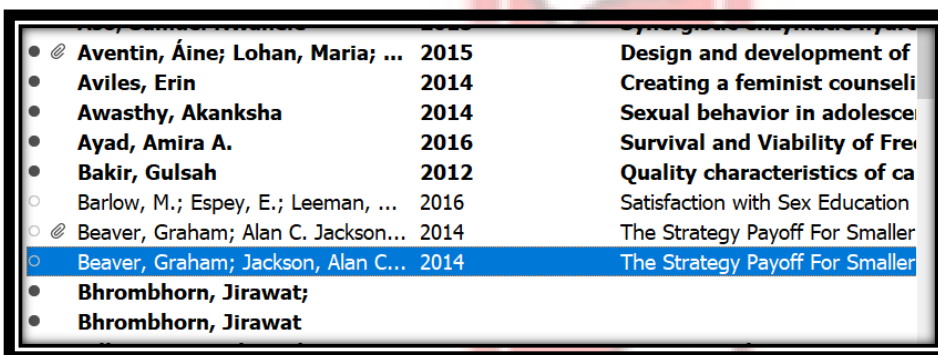 Aventin, Áine; Lohan, Maria; ... 2015 Design and development of
Aviles, Erin 2014 Creating a feminist counseli
Awasthy, Akanksha 2014 Sexual behavior in adolesce
Ayad, Amira A. 2016 Survival and Viability of Fre
Bakir, Gulsah 2012 Quality characteristics of ca
Barlow, M.; Espey, E.; Leeman, ... 2016 Satisfaction with Sex Education
Beaver, Graham; Alan C. Jackson... 2014 The Strategy Payoff For Smaller
Beaver, Graham; Jackson, Alan C... 2014 The Strategy Payoff For Smaller
Bhrombhorn, Jirawat;
Bhrombhorn, Jirawat